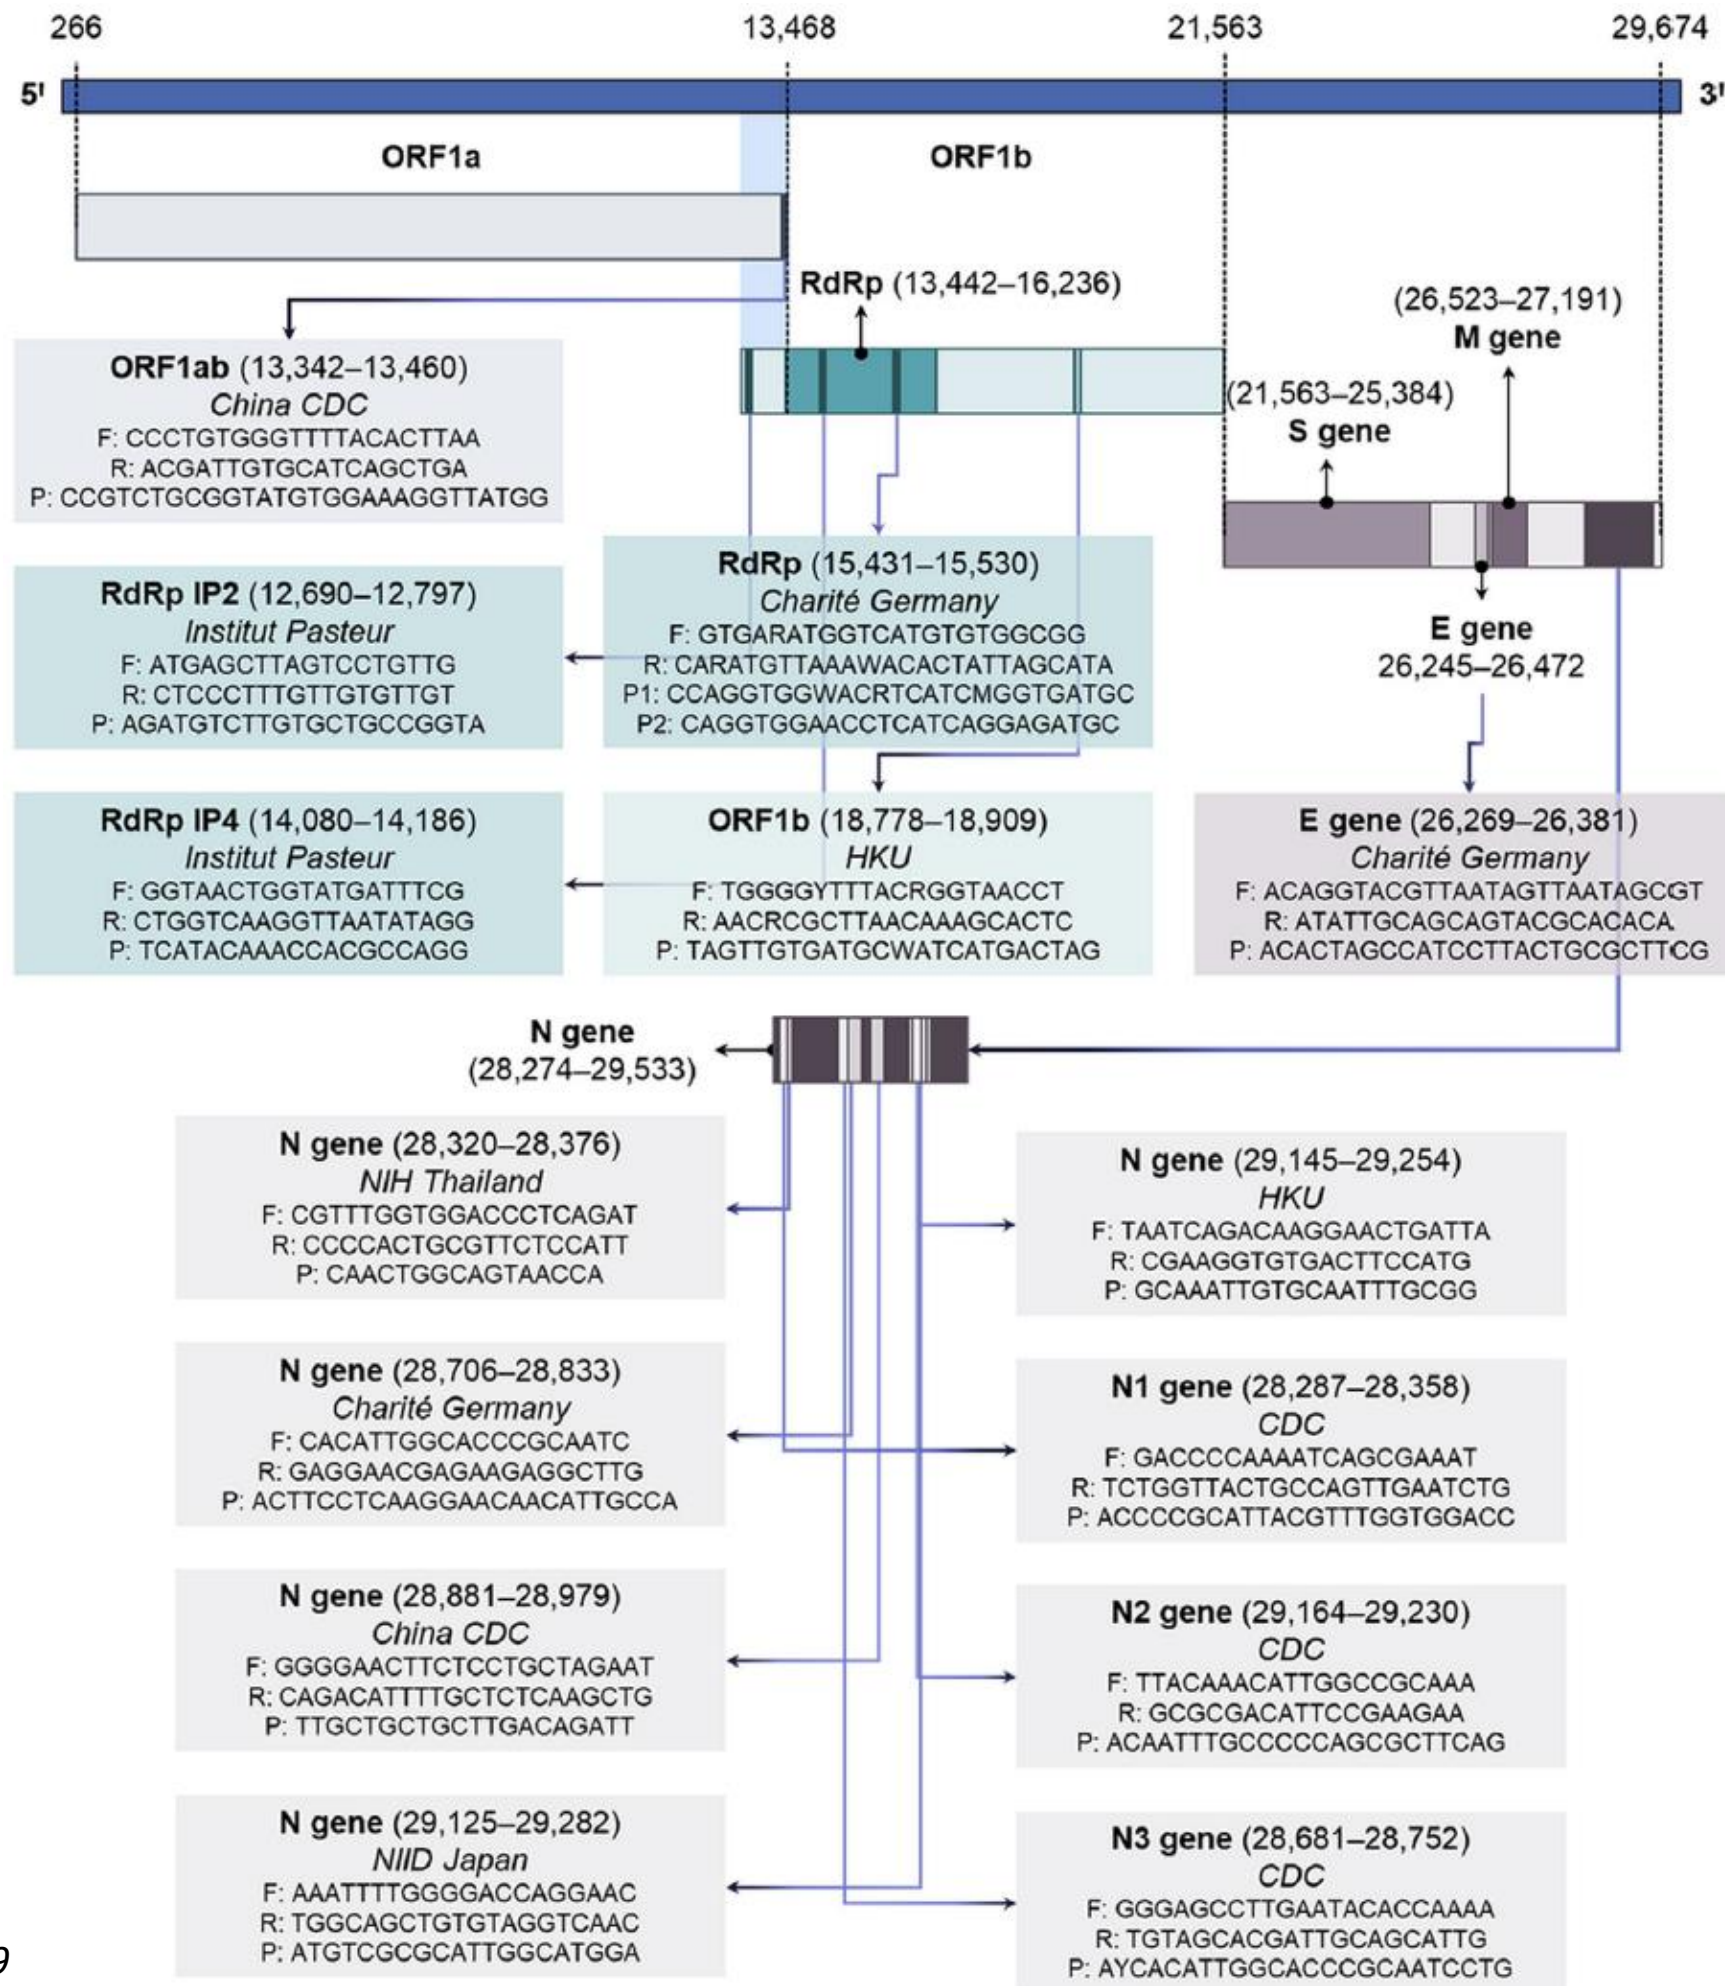 266
13,468
21,563
29,674
5'
3'
ORF1a
ORF1b
RdRp (13,442–16,236)
(26,523–27,191)
M gene
(21,563–25,384)
S gene
ORF1ab (13,342–13,460)
China CDC
F: CCCTGTGGGTTTTACACTTAA
R: ACGATTGTGCATCAGCTGA
P: CCGTCTGCGGTATGTGGAAAGGTTATGG
RdRp IP2 (12,690–12,797)
Institut Pasteur
F: ATGAGCTTAGTCCTGTTG
R: CTCCCTTTGTTGTGTTGT
P: AGATGTCTTGTGCTGCCGGTA
RdRp (15,431–15,530)
Charité Germany
F: GTGARATGGTCATGTGTGGCGG
R: CARATGTTAAAWACACTATTAGCATA
P1: CCAGGTGGWACRTCATCMGGTGATGC
P2: CAGGTGGAACCTCATCAGGAGATGC
E gene
26,245–26,472
RdRp IP4 (14,080–14,186)
Institut Pasteur
F: GGTAACTGGTATGATTTCG
R: CTGGTCAAGGTTAATATAGG
P: TCATACAAACCACGCCAGG
ORF1b (18,778–18,909)
HKU
F: TGGGGYTTTACRGGTAACCT
R: AACRCGCTTAACAAAGCACTC
P: TAGTTGTGATGCWATCATGACTAG
E gene (26,269–26,381)
Charité Germany
F: ACAGGTACGTTAATAGTTAATAGCGT
R: ATATTGCAGCAGTACGCACACA
P: ACACTAGCCATCCTTACTGCGCTTCG
N gene
(28,274–29,533)
N gene (28,320–28,376)
NIH Thailand
F: CGTTTGGTGGACCCTCAGAT
R: CCCCACTGCGTTCTCCATT
P: CAACTGGCAGTAACCA
N gene (29,145–29,254)
HKU
F: TAATCAGACAAGGAACTGATTA
R: CGAAGGTGTGACTTCCATG
P: GCAAATTGTGCAATTTGCGG
N gene (28,706–28,833)
Charité Germany
F: CACATTGGCACCCGCAATC
R: GAGGAACGAGAAGAGGCTTG
P: ACTTCCTCAAGGAACAACATTGCCA
N1 gene (28,287–28,358)
CDC
F: GACCCCAAAATCAGCGAAAT
R: TCTGGTTACTGCCAGTTGAATCTG
P: ACCCCGCATTACGTTTGGTGGACC
N gene (28,881–28,979)
China CDC
F: GGGGAACTTCTCCTGCTAGAAT
R: CAGACATTTTGCTCTCAAGCTG
P: TTGCTGCTGCTTGACAGATT
N2 gene (29,164–29,230)
CDC
F: TTACAAACATTGGCCGCAAA
R: GCGCGACATTCCGAAGAA
P: ACAATTTGCCCCCAGCGCTTCAG
N gene (29,125–29,282)
NIID Japan
F: AAATTTTGGGGACCAGGAAC
R: TGGCAGCTGTGTAGGTCAAC
P: ATGTCGCGCATTGGCATGGA
N3 gene (28,681–28,752)
CDC
F: GGGAGCCTTGAATACACCAAAA
R: TGTAGCACGATTGCAGCATTG
P: AYCACATTGGCACCCGCAATCCTG
9